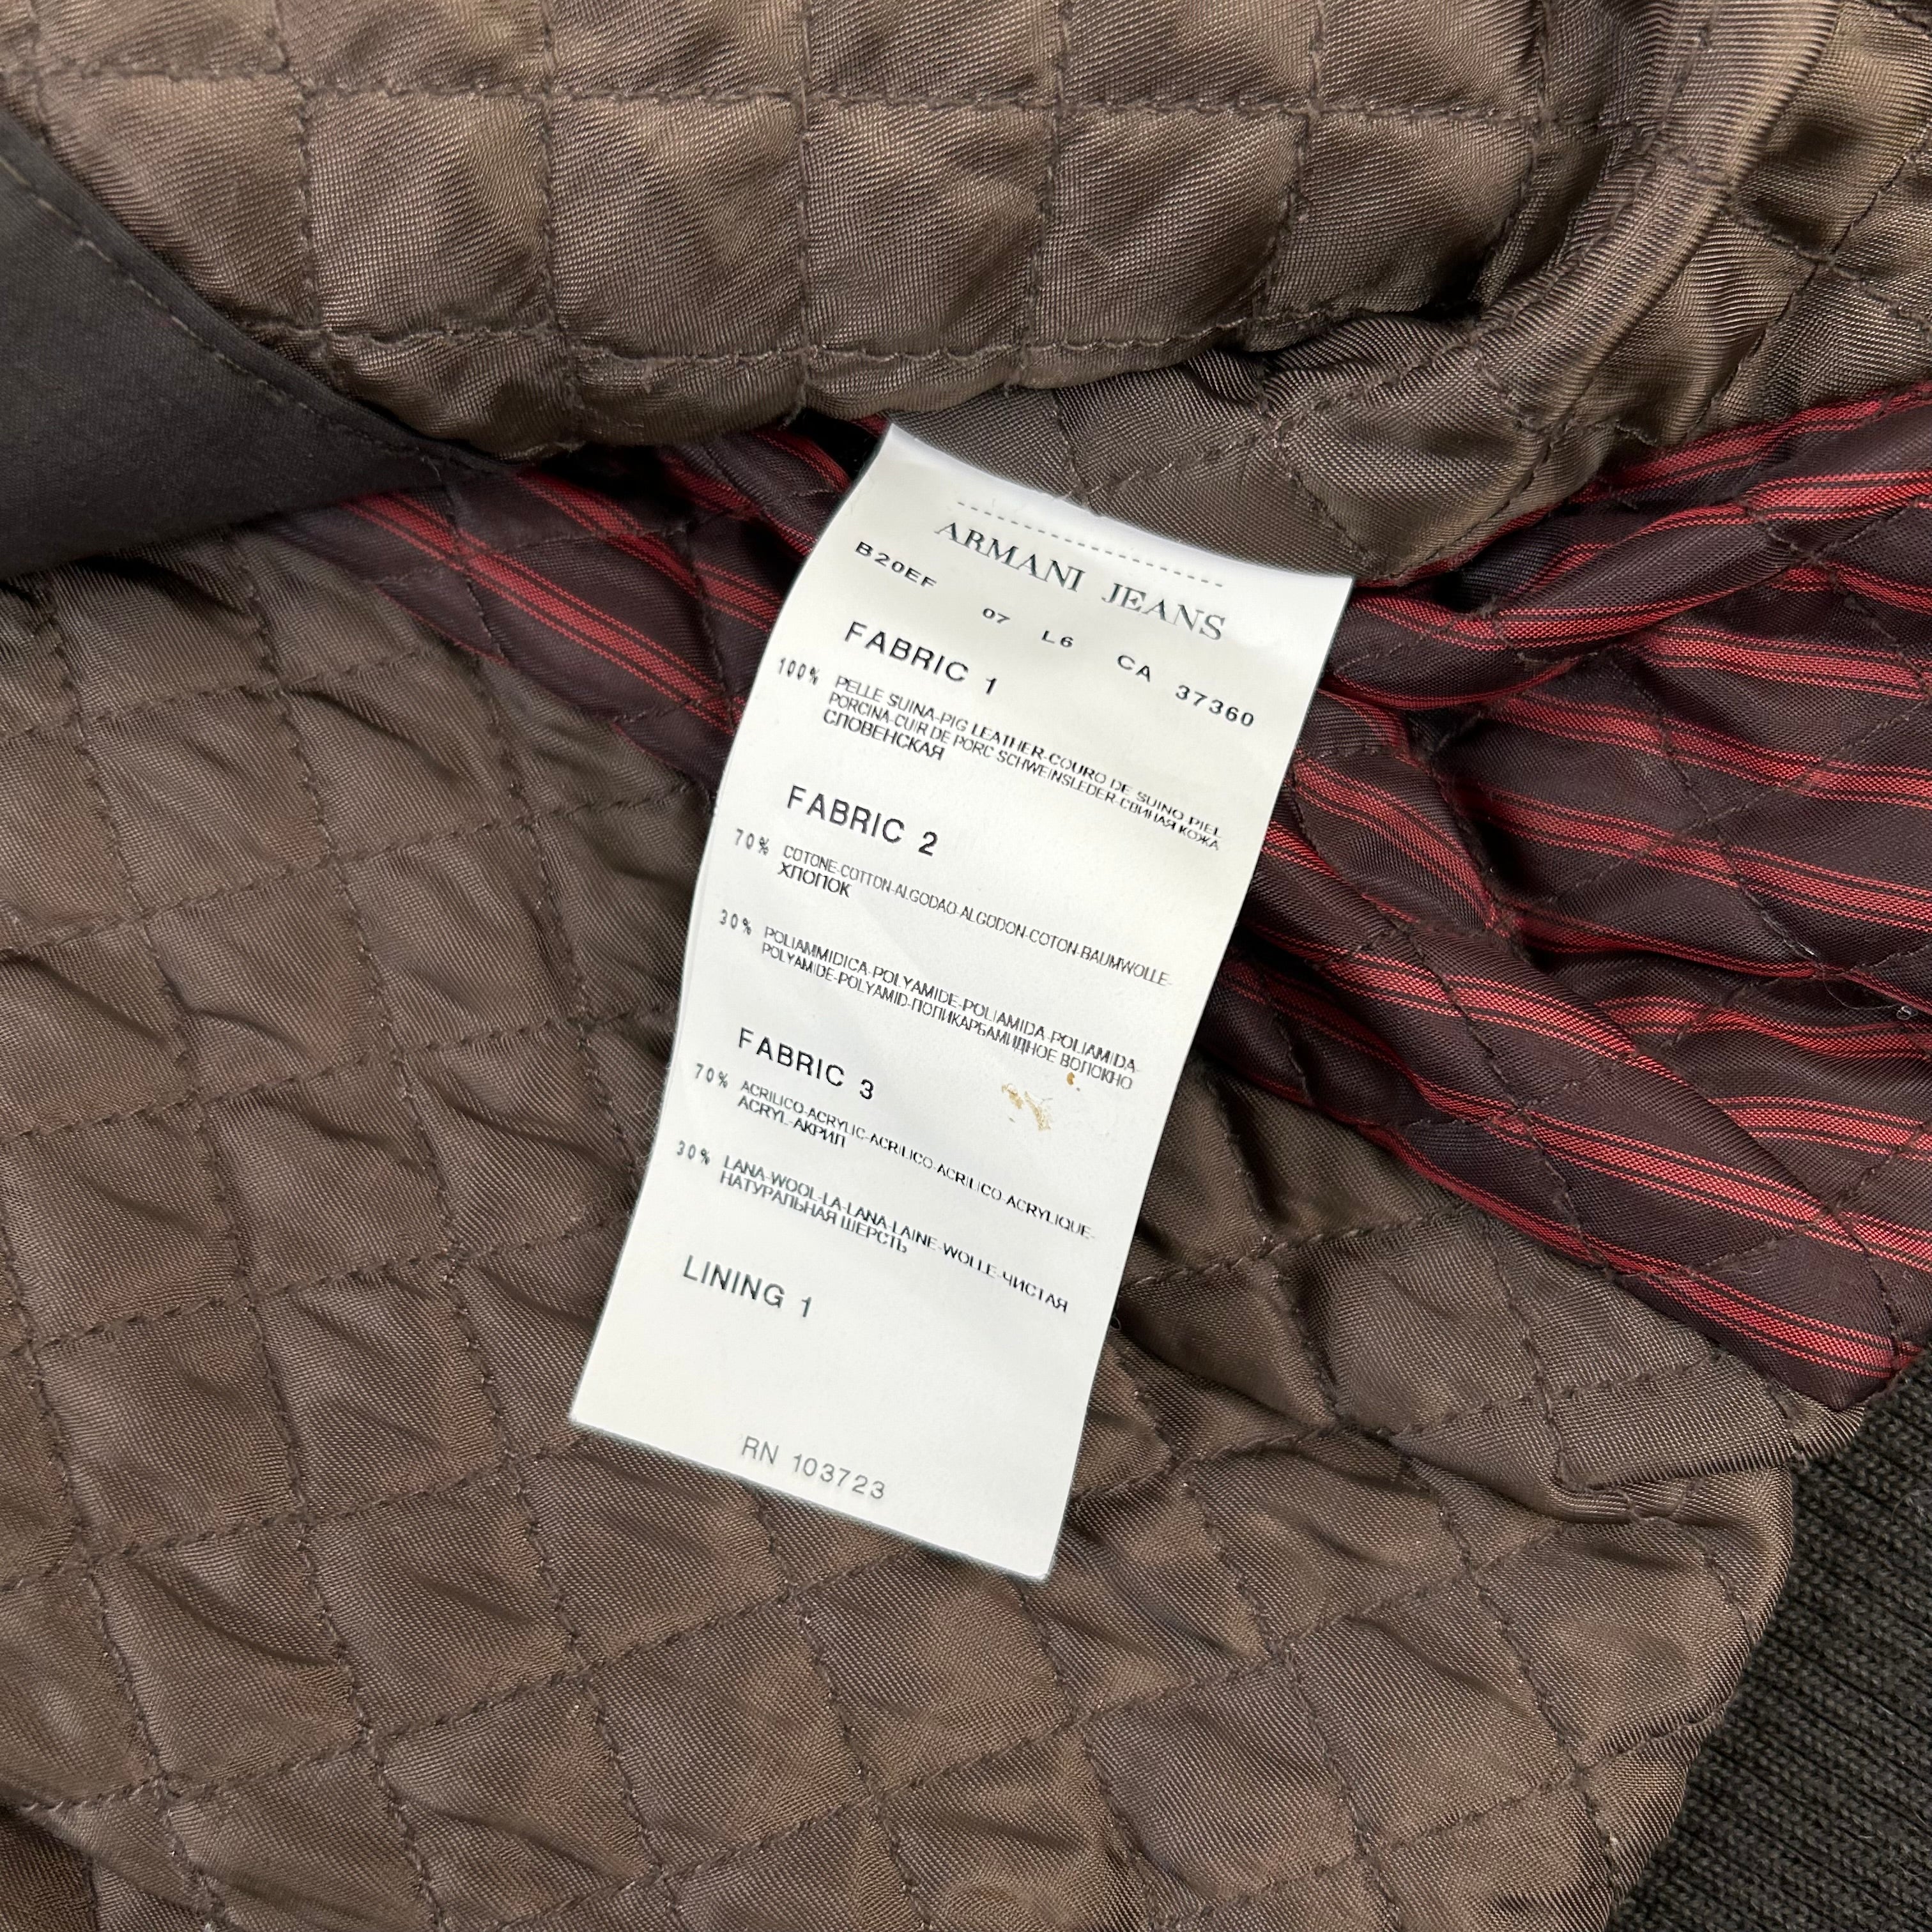 ARMANI JEANS
B20EF 07 L6 CA 37360
FABRIC 1
100% PELLE SUINA-PIG LEATHER-COURO DE SUINO PIEL
PORCINA-CUIR DE PORC SCHWEINSLEDER-СВИНАЯ КОЖА
СЛОВЕНСКАЯ
FABRIC 2
70% COTONE-COTTON-ALGODAO-ALGODON-COTON-BAUMWOLLE-
ХЛОПОК
30% POLIAMMIDICA-POLYAMIDE-POLIAMIDA-POLIAMIDA-
POLYAMIDE-POLYAMID-ПОЛИКАРБАМИДНОЕ ВОЛОКНО
FABRIC 3
70% ACRILICO-ACRYLIC-ACRILICO-ACRILICO-ACRYLIQUE-
ACRYL-АКРИЛ
30% LANA-WOOL-LA-LANA-LAINE-WOLLE-ЧИСТАЯ
НАТУРАЛЬНАЯ ШЕРСТЬ
LINING 1
RN 103723